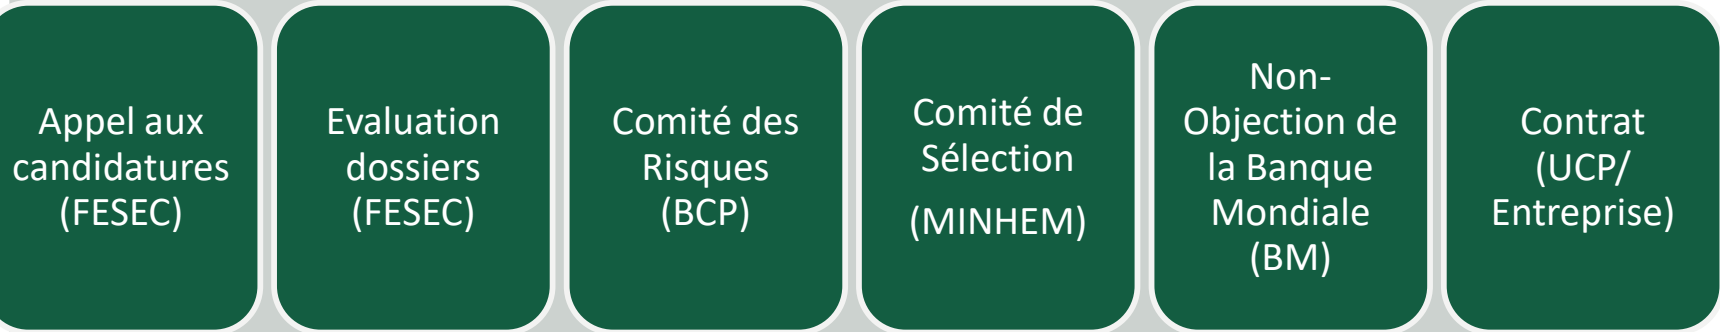 Appel aux
candidatures
(FESEC)
Evaluation
dossiers
(FESEC)
Comité des
Risques
(BCP)
Comité de
Sélection
(MINHEM)
Non-
Objection de
la Banque
Mondiale
(BM)
Contrat
(UCP/
Entreprise)